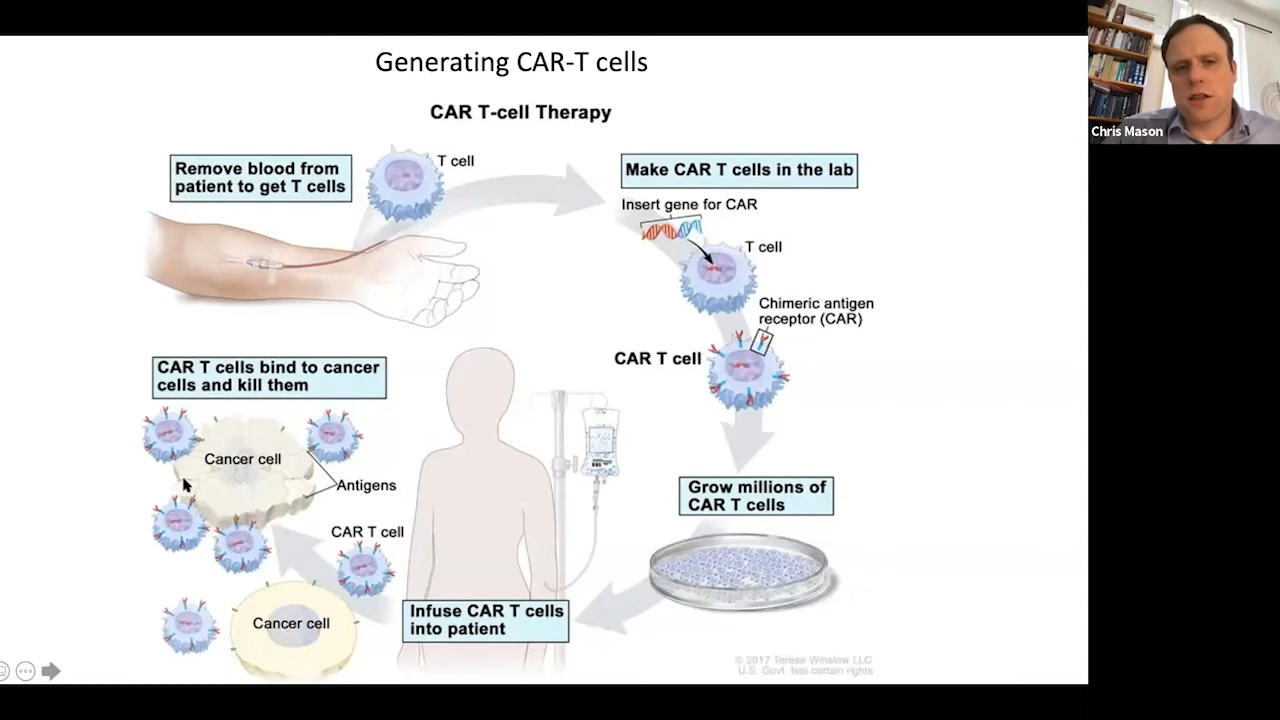 Generating CAR-T cells
CAR T-cell Therapy
Remove blood from
patient to get T cells
T cell
Make CAR T cells in the lab
Insert gene for CAR
T cell
Chimeric antigen
receptor (CAR)
CAR T cell
Grow millions of
CAR T cells
Infuse CAR T cells
into patient
CAR T cells bind to cancer
cells and kill them
Cancer cell
Antigens
CAR T cell
Cancer cell
© 2017 Terese Winslow LLC
U.S. Govt. has certain rights
Chris Mason